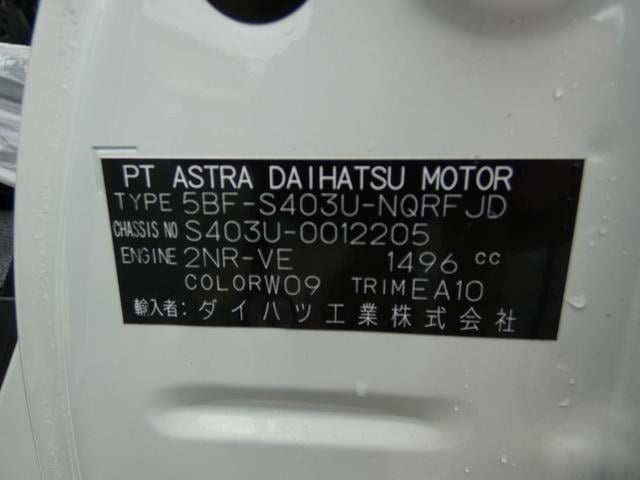 PT ASTRA DAIHATSU MOTOR
TYPE 5BF-S403U-NQRFJD
CHASSIS NO S403U-0012205
ENGINE 2NR-VE 1496 cc
COLOR W09 TRIM EA10
輸入者: ダイハツ工業株式会社